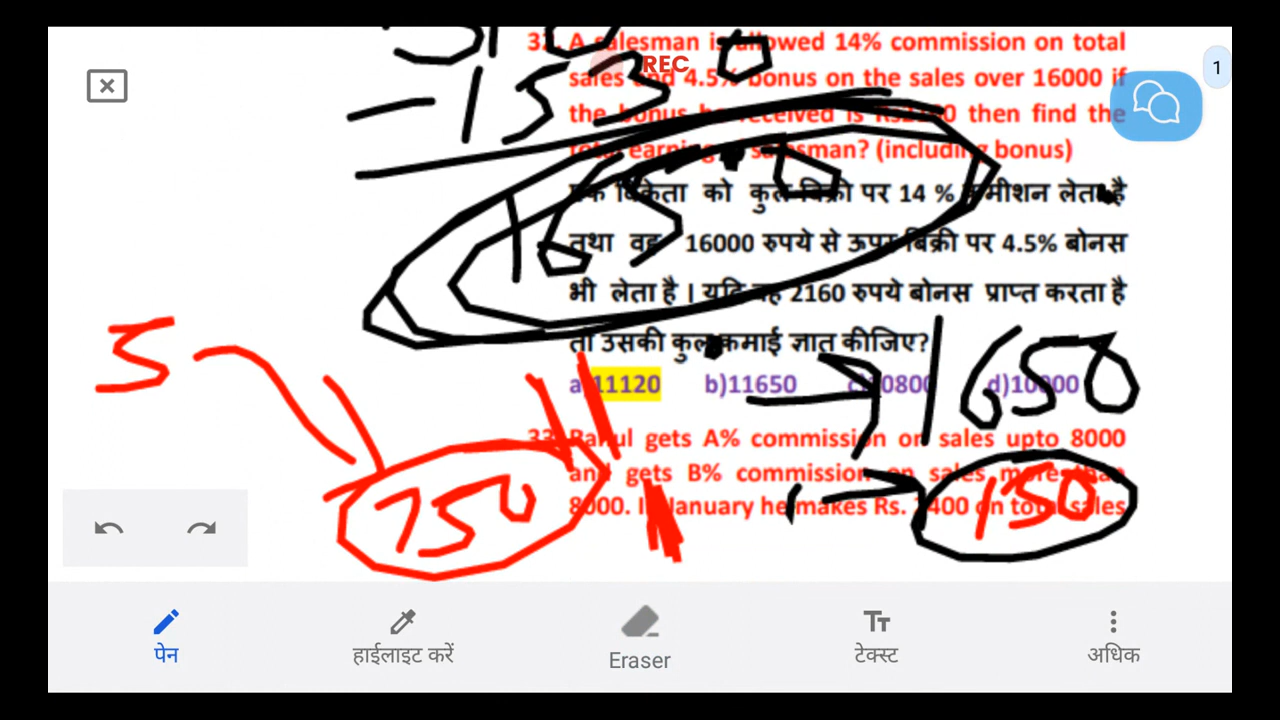 REC
1
32. A salesman is allowed 14% commission on total
sales and 4.5% bonus on the sales over 16000 if
the bonus he received is then find the
total earning salesman? (including bonus)
एक विक्रेता को कुल बिक्री पर 14 % कमीशन लेता है
तथा वह 16000 रुपये से ऊपर बिक्री पर 4.5% बोनस
भी लेता है । यदि वह 2160 रुपये बोनस प्राप्त करता है
तो उसकी कुल कमाई ज्ञात कीजिए?
a)11120 b)11650 c)10800 d)10000
1650
5
33. Rahul gets A% commission on sales upto 8000
and gets B% commission on sales more than
8000. In January he makes Rs. 2400 on total sales
750
150
पेन
हाईलाइट करें
Eraser
टेक्स्ट
अधिक